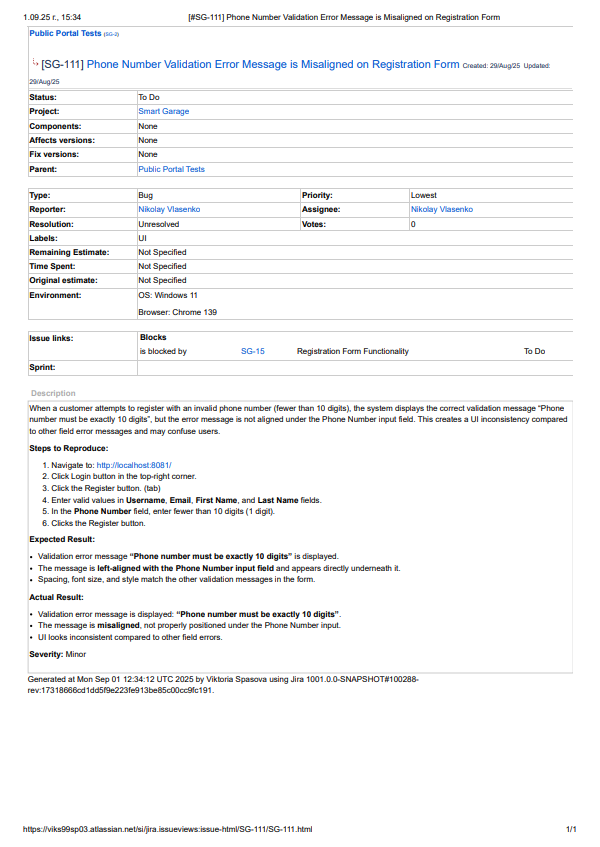 1.09.25 г., 15:34 [#SG-111] Phone Number Validation Error Message is Misaligned on Registration Form
Public Portal Tests (SG-2)
[SG-111] Phone Number Validation Error Message is Misaligned on Registration Form Created: 29/Aug/25 Updated:
29/Aug/25
Status: To Do
Project: Smart Garage
Components: None
Affects versions: None
Fix versions: None
Parent: Public Portal Tests
Type: Bug Priority: Lowest
Reporter: Nikolay Vlasenko Assignee: Nikolay Vlasenko
Resolution: Unresolved Votes: 0
Labels: UI
Remaining Estimate: Not Specified
Time Spent: Not Specified
Original estimate: Not Specified
Environment: OS: Windows 11
Browser: Chrome 139
Issue links: Blocks
is blocked by SG-15 Registration Form Functionality To Do
Sprint:
Description
When a customer attempts to register with an invalid phone number (fewer than 10 digits), the system displays the correct validation message “Phone
number must be exactly 10 digits”, but the error message is not aligned under the Phone Number input field. This creates a UI inconsistency compared
to other field error messages and may confuse users.
Steps to Reproduce:
1. Navigate to: http://localhost:8081/
2. Click Login button in the top-right corner.
3. Click the Register button. (tab)
4. Enter valid values in Username, Email, First Name, and Last Name fields.
5. In the Phone Number field, enter fewer than 10 digits (1 digit).
6. Clicks the Register button.
Expected Result:
• Validation error message “Phone number must be exactly 10 digits” is displayed.
• The message is left-aligned with the Phone Number input field and appears directly underneath it.
• Spacing, font size, and style match the other validation messages in the form.
Actual Result:
• Validation error message is displayed: “Phone number must be exactly 10 digits”.
• The message is misaligned, not properly positioned under the Phone Number input.
• UI looks inconsistent compared to other field errors.
Severity: Minor
Generated at Mon Sep 01 12:34:12 UTC 2025 by Viktoria Spasova using Jira 1001.0.0-SNAPSHOT#100288-
rev:17318666cd1dd5f9e223fe913be85c00cc9fc191.
https://viks99sp03.atlassian.net/si/jira.issueviews:issue-html/SG-111/SG-111.html 1/1